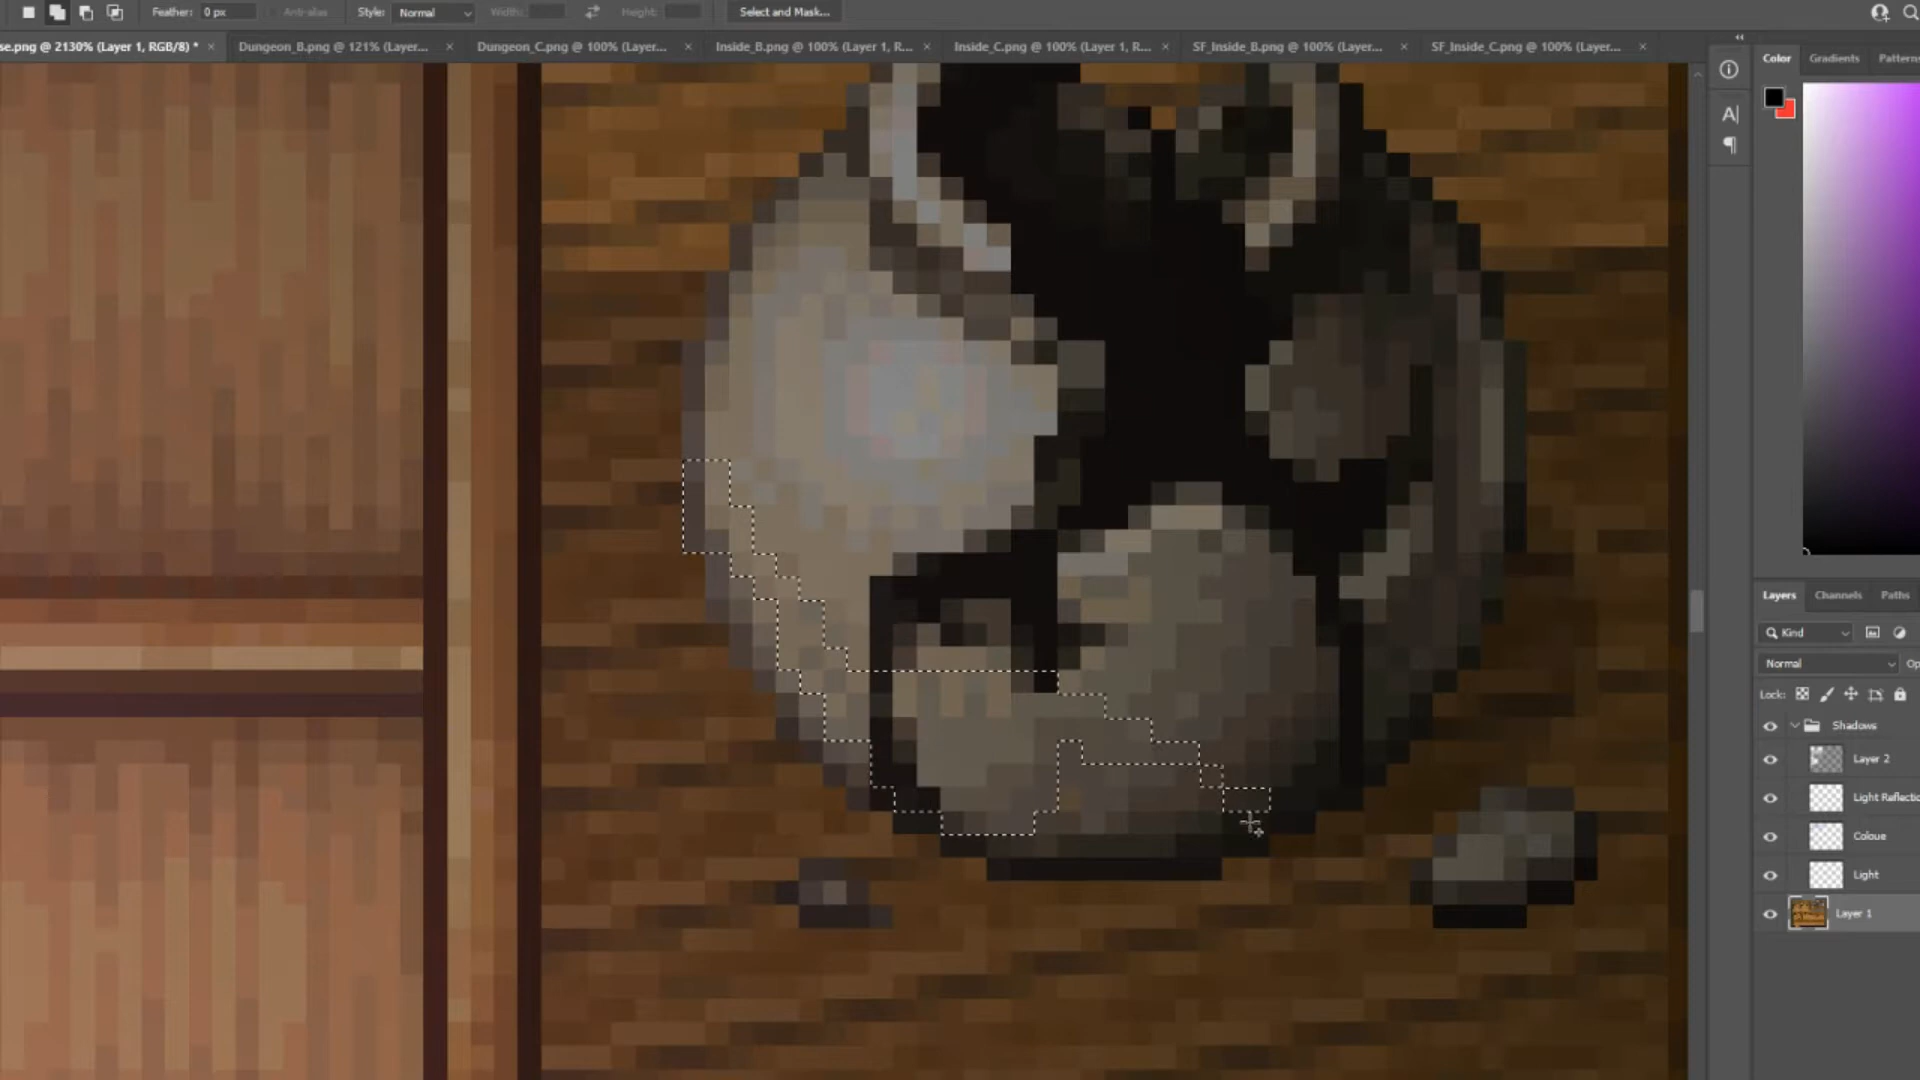 Feather: 0 px Anti-alias Style: Normal Width: Height: Select and Mask...
se.png @ 2130% (Layer 1, RGB/8) * × Dungeon_B.png @ 121% (Layer... × Dungeon_C.png @ 100% (Layer... × Inside_B.png @ 100% (Layer 1, R... × Inside_C.png @ 100% (Layer 1, R... × SF_Inside_B.png @ 100% (Layer... × SF_Inside_C.png @ 100% (Layer... ×
Color Gradients Patterns
A|
Layers Channels Paths
Kind
Normal Op
Lock:
Shadows
Layer 2
Light Reflectio
Coloue
Light
Layer 1